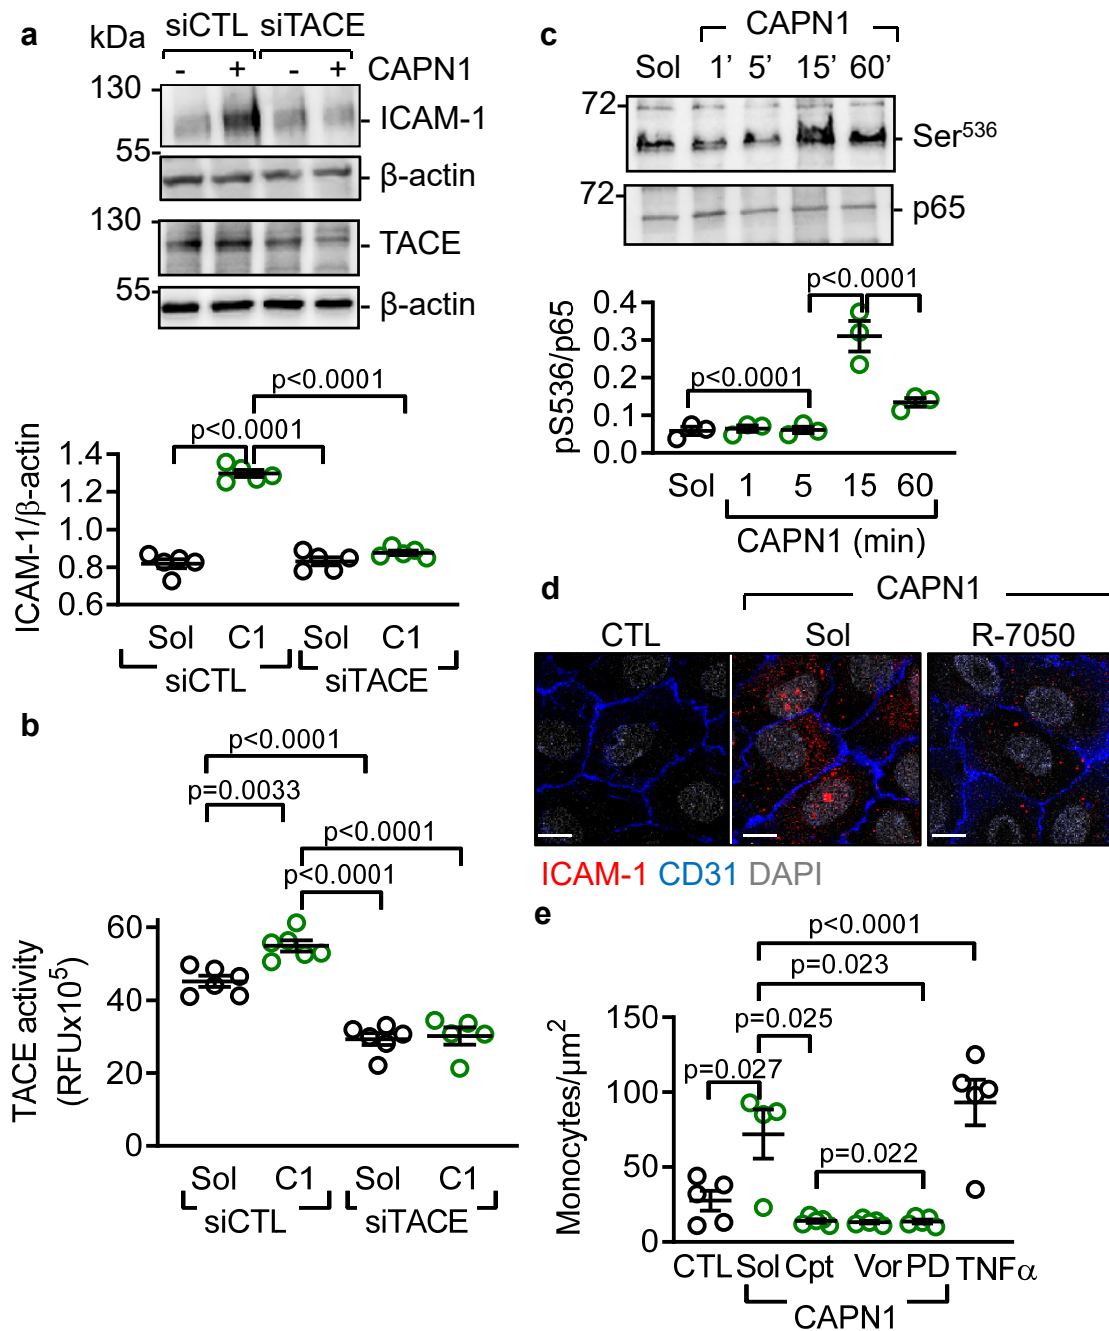 a
kDa
siCTL siTACE
- + - + CAPN1
130
ICAM-1
55
β-actin
130
TACE
55
β-actin
p<0.0001
p<0.0001
ICAM-1/β-actin
1.4
1.2
1.0
0.8
0.6
Sol C1 Sol C1
siCTL siTACE
b
p<0.0001
p=0.0033
p<0.0001
p<0.0001
TACE activity
(RFUx10⁵)
60
40
20
0
Sol C1 Sol C1
siCTL siTACE
c
CAPN1
Sol 1’ 5’ 15’ 60’
72
Ser⁵³⁶
72
p65
p<0.0001
p<0.0001
pS536/p65
0.4
0.3
0.2
0.1
0.0
Sol 1 5 15 60
CAPN1 (min)
d
CAPN1
CTL Sol R-7050
ICAM-1 CD31 DAPI
e
p<0.0001
p=0.023
p=0.025
p=0.027
p=0.022
Monocytes/µm²
150
100
50
0
CTL Sol Cpt Vor PD TNFα
CAPN1